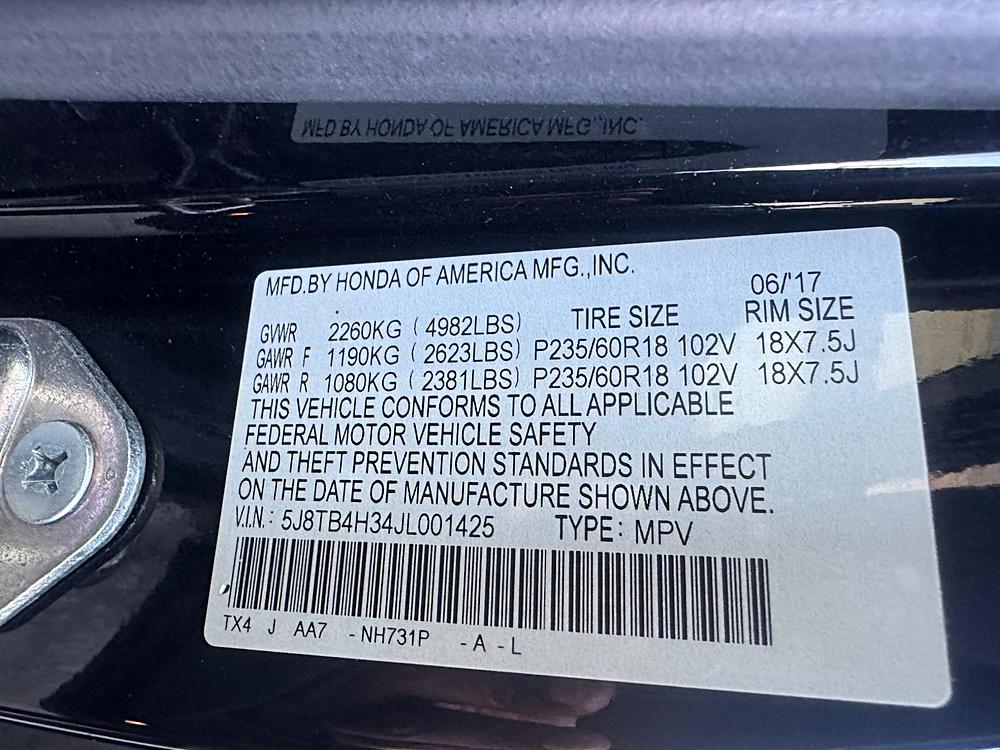 MFD.BY HONDA OF AMERICA MFG.,INC.
MFD.BY HONDA OF AMERICA MFG.,INC.
06/'17
GVWR 2260KG (4982LBS) TIRE SIZE RIM SIZE
GAWR F 1190KG (2623LBS) P235/60R18 102V 18X7.5J
GAWR R 1080KG (2381LBS) P235/60R18 102V 18X7.5J
THIS VEHICLE CONFORMS TO ALL APPLICABLE
FEDERAL MOTOR VEHICLE SAFETY
AND THEFT PREVENTION STANDARDS IN EFFECT
ON THE DATE OF MANUFACTURE SHOWN ABOVE.
V.I.N.: 5J8TB4H34JL001425 TYPE: MPV
TX4 J AA7 -NH731P -A -L